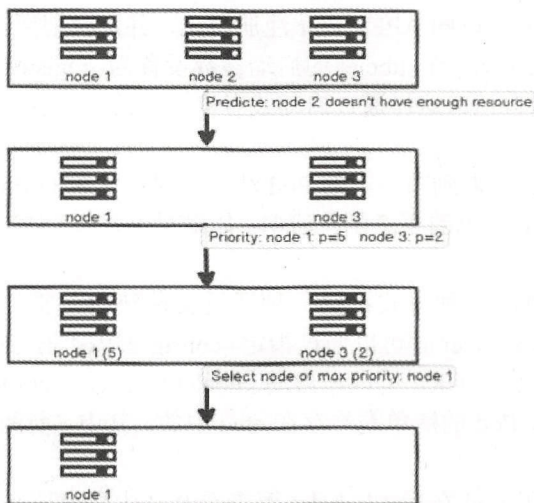 node 1 node 2 node 3
Predicte: node 2 doesn't have enough resource
node 1 node 3
Priority: node 1: p=5 node 3: p=2
node 1 (5) node 3 (2)
Select node of max priority: node 1
node 1